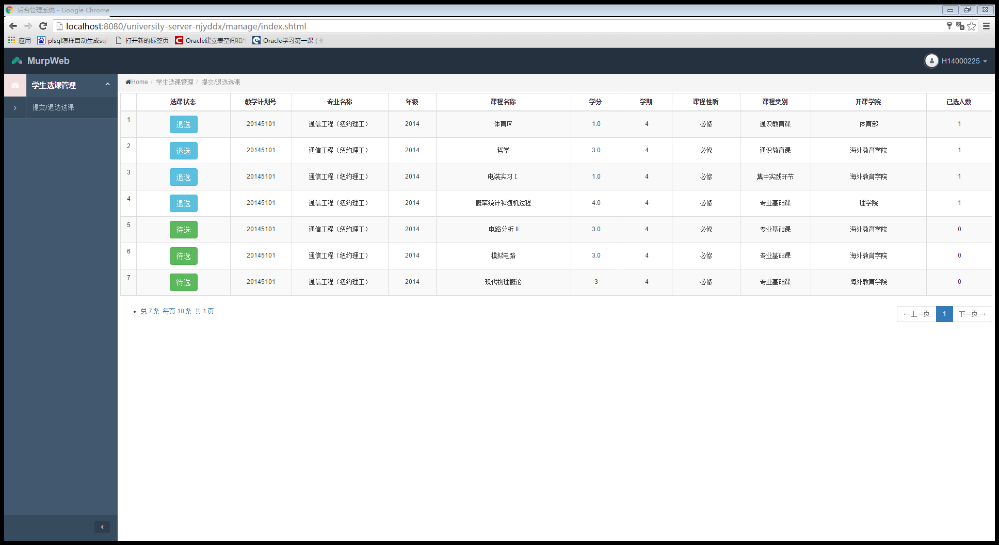 后台管理系统 - Google Chrome
localhost:8080/university-server-njyddx/manage/index.shtml
应用 plsql怎样自动生成sql 打开新的标签页 Oracle建立表空间和 Oracle学习第一课（
MurpWeb H14000225
学生选课管理
提交/退选选课
Home / 学生选课管理 / 提交/退选选课
选课状态 教学计划号 专业名称 年级 课程名称 学分 学期 课程性质 课程类别 开课学院 已选人数
1 退选 20145101 通信工程（纽约理工） 2014 体育Ⅳ 1.0 4 必修 通识教育课 体育部 1
2 退选 20145101 通信工程（纽约理工） 2014 哲学 3.0 4 必修 通识教育课 海外教育学院 1
3 退选 20145101 通信工程（纽约理工） 2014 电装实习Ⅰ 1.0 4 必修 集中实践环节 海外教育学院 1
4 退选 20145101 通信工程（纽约理工） 2014 概率统计和随机过程 4.0 4 必修 专业基础课 理学院 1
5 待选 20145101 通信工程（纽约理工） 2014 电路分析Ⅱ 3.0 4 必修 专业基础课 海外教育学院 0
6 待选 20145101 通信工程（纽约理工） 2014 模拟电路 3.0 4 必修 专业基础课 海外教育学院 0
7 待选 20145101 通信工程（纽约理工） 2014 现代物理概论 3 4 必修 专业基础课 海外教育学院 0
总 7 条 每页 10 条 共 1 页
←上一页 1 下一页→